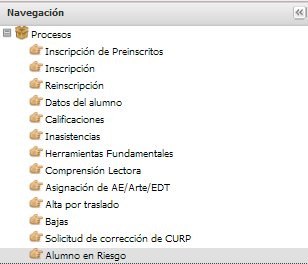 Navegación
Procesos
Inscripción de Preinscritos
Inscripción
Reinscripción
Datos del alumno
Calificaciones
Inasistencias
Herramientas Fundamentales
Comprensión Lectora
Asignación de AE/Arte/EDT
Alta por traslado
Bajas
Solicitud de corrección de CURP
Alumno en Riesgo